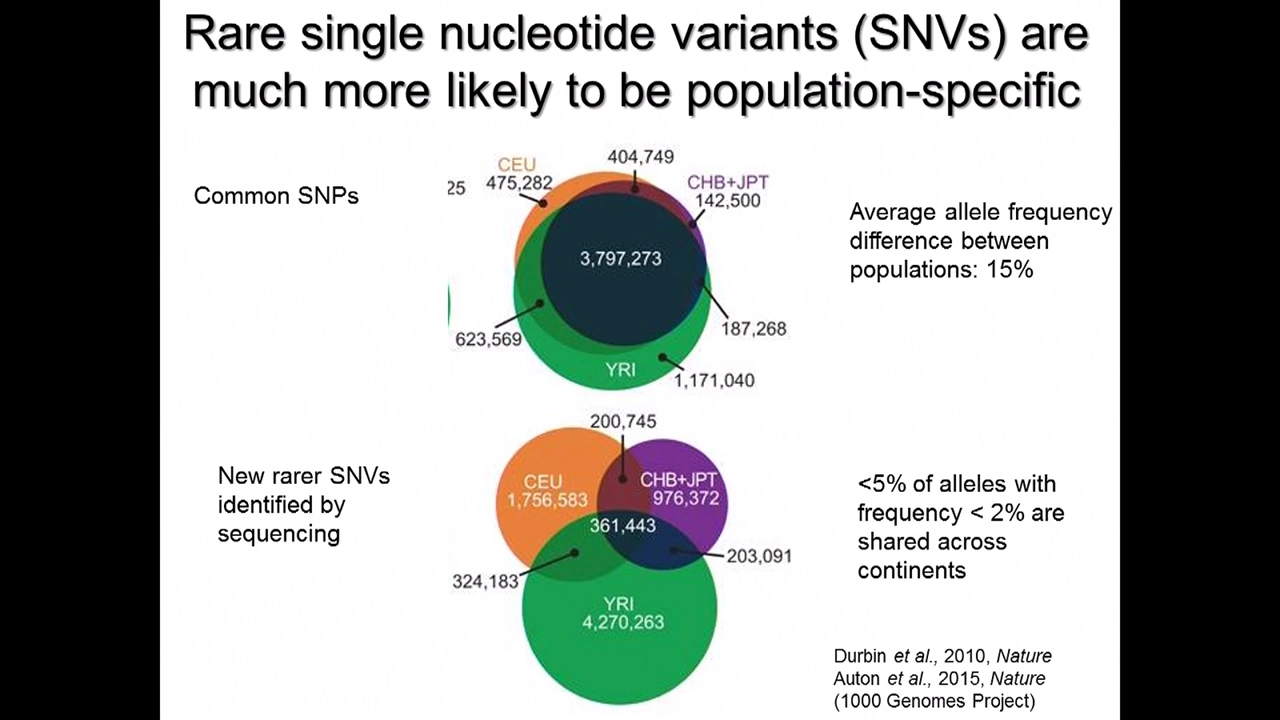 Rare single nucleotide variants (SNVs) are
much more likely to be population-specific
Common SNPs
25
CEU
475,282
404,749
CHB+JPT
142,500
3,797,273
187,268
623,569
YRI
1,171,040
Average allele frequency
difference between
populations: 15%
New rarer SNVs
identified by
sequencing
200,745
CEU
1,756,583
CHB+JPT
976,372
361,443
203,091
324,183
YRI
4,270,263
<5% of alleles with
frequency < 2% are
shared across
continents
Durbin et al., 2010, Nature
Auton et al., 2015, Nature
(1000 Genomes Project)